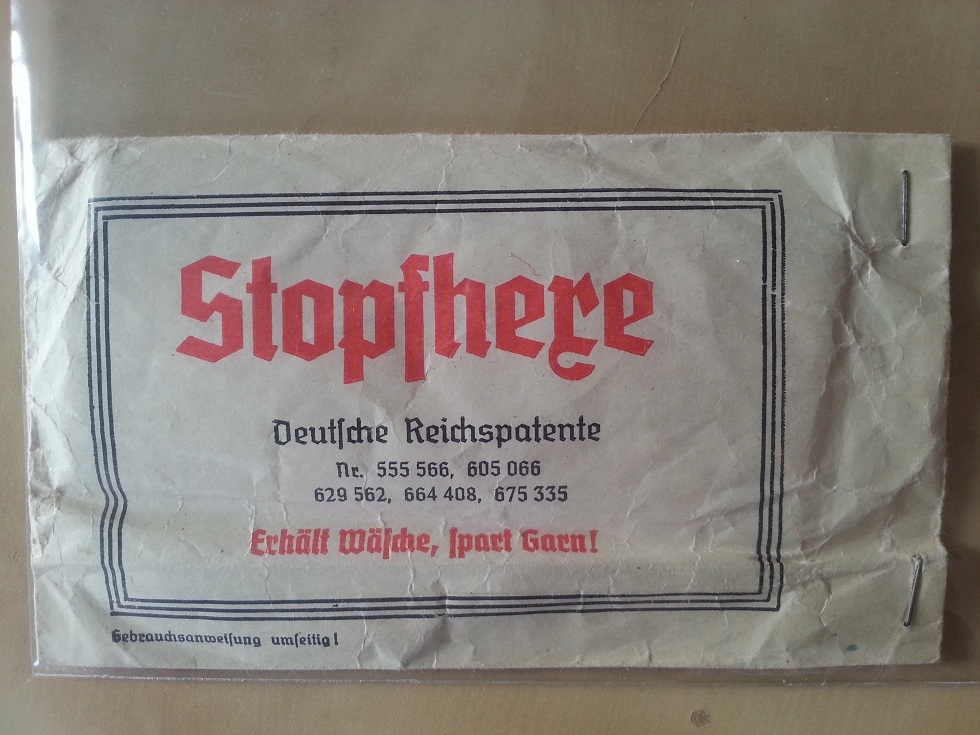 Stopfhexe
Deutſche Reichspatente
Nr. 555 566, 605 066
629 562, 664 408, 675 335
Erhält Wäſche, ſpart Garn!
Gebrauchsanweiſung umſeitig!